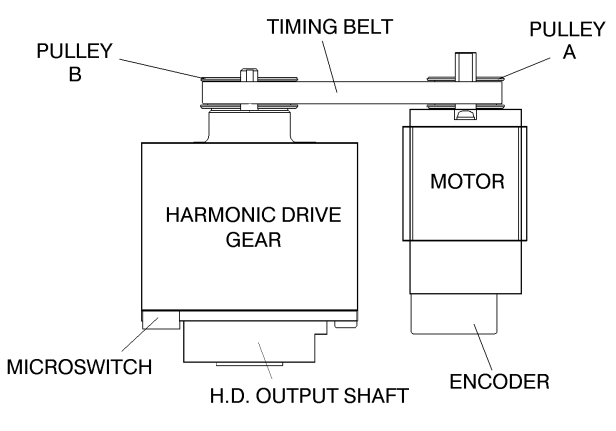 TIMING BELT
PULLEY
A
PULLEY
B
MOTOR
HARMONIC DRIVE
GEAR
MICROSWITCH
H.D. OUTPUT SHAFT
ENCODER